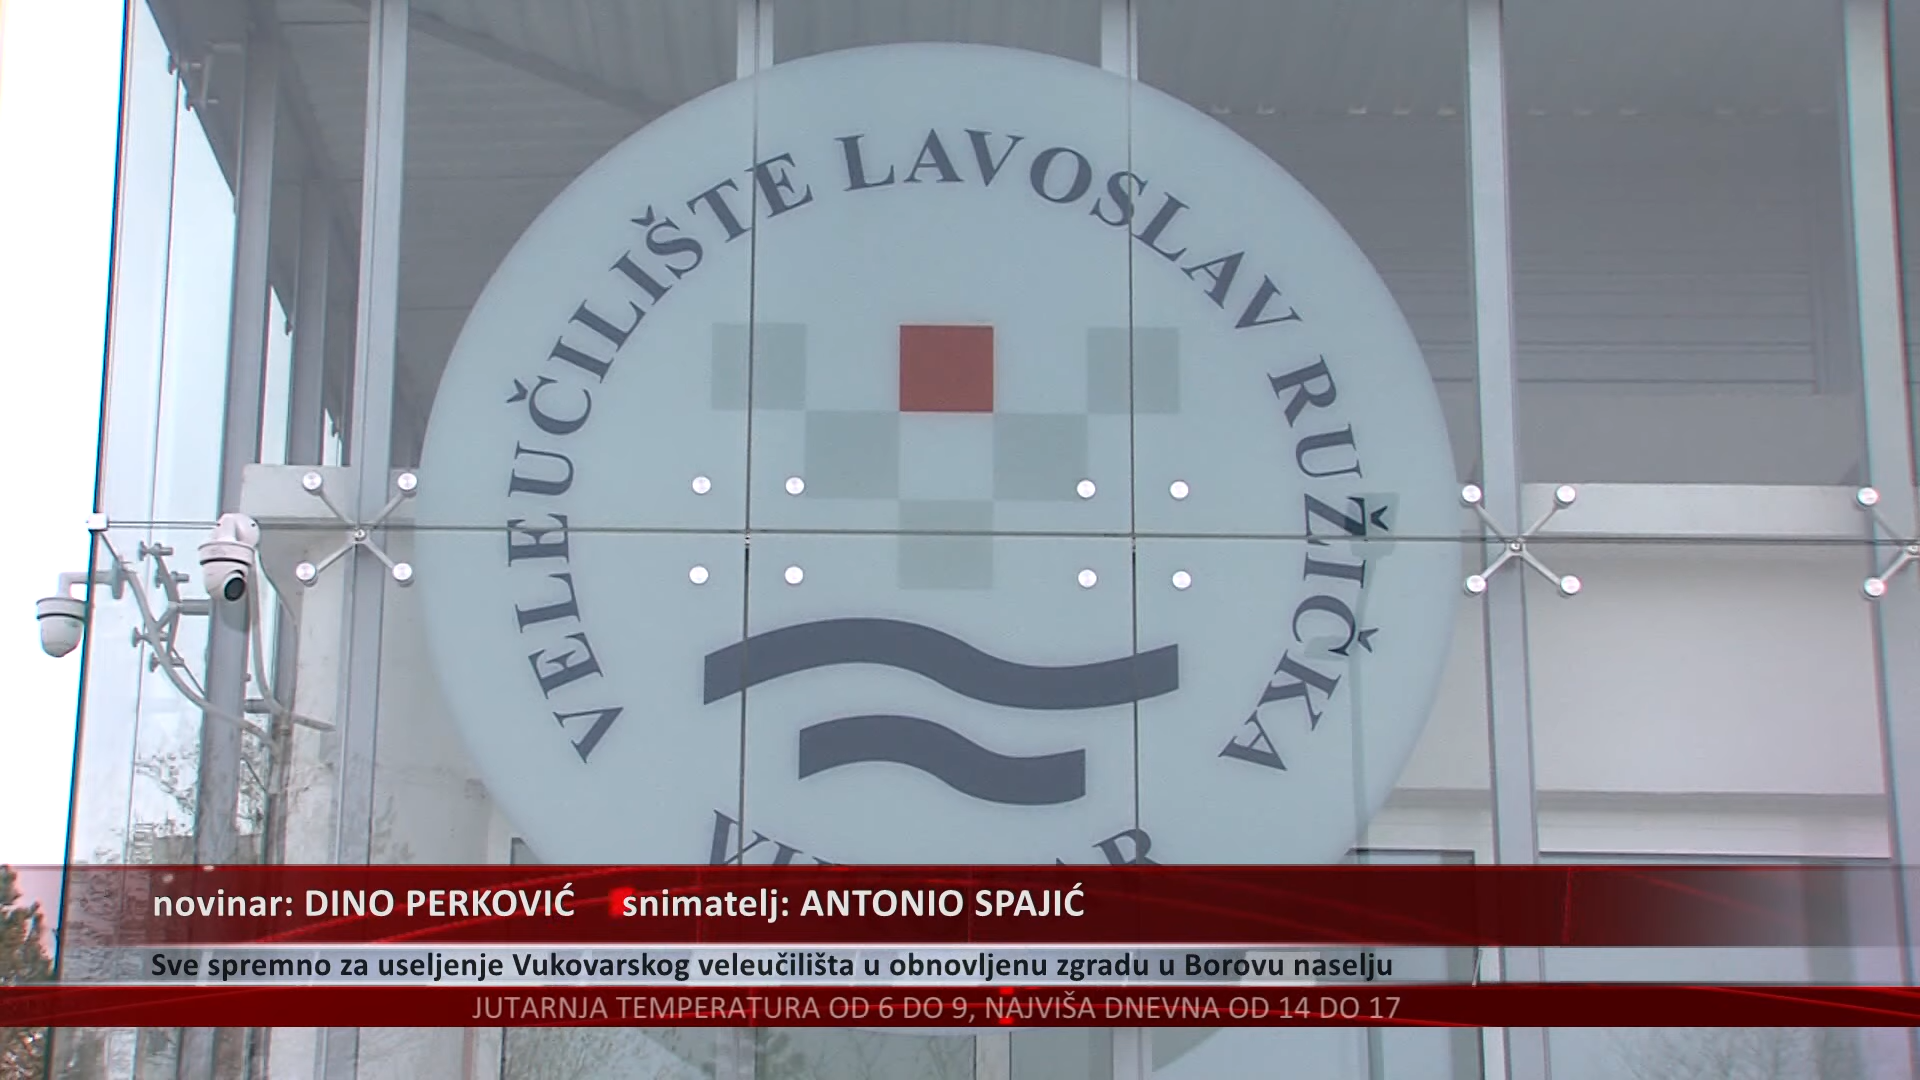 VELEUČILIŠTE LAVOSLAV RUŽIČKA
novinar: DINO PERKOVIĆ snimatelj: ANTONIO SPAJIĆ
Sve spremno za useljenje Vukovarskog veleučilišta u obnovljenu zgradu u Borovu naselju
JUTARNJA TEMPERATURA OD 6 DO 9, NAJVIŠA DNEVNA OD 14 DO 17